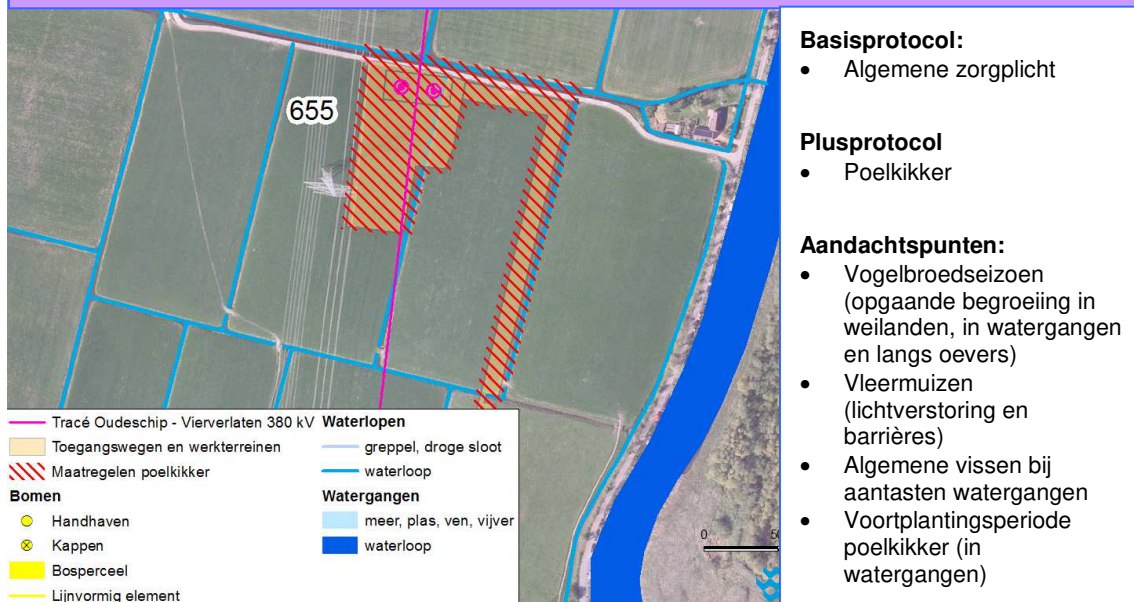 655
Tracé Oudeschip - Vierverlaten 380 kV
Toegangswegen en werkterreinen
Maatregelen poelkikker
Bomen
Handhaven
Kappen
Bosperceel
Lijnvormig element
Waterlopen
greppel, droge sloot
waterloop
Watergangen
meer, plas, ven, vijver
waterloop
0
Basisprotocol:
• Algemene zorgplicht
Plusprotocol
• Poelkikker
Aandachtspunten:
• Vogelbroedseizoen
(opgaande begroeiing in
weilanden, in watergangen
en langs oevers)
• Vleermuizen
(lichtverstoring en
barrières)
• Algemene vissen bij
aantasten watergangen
• Voortplantingsperiode
poelkikker (in
watergangen)